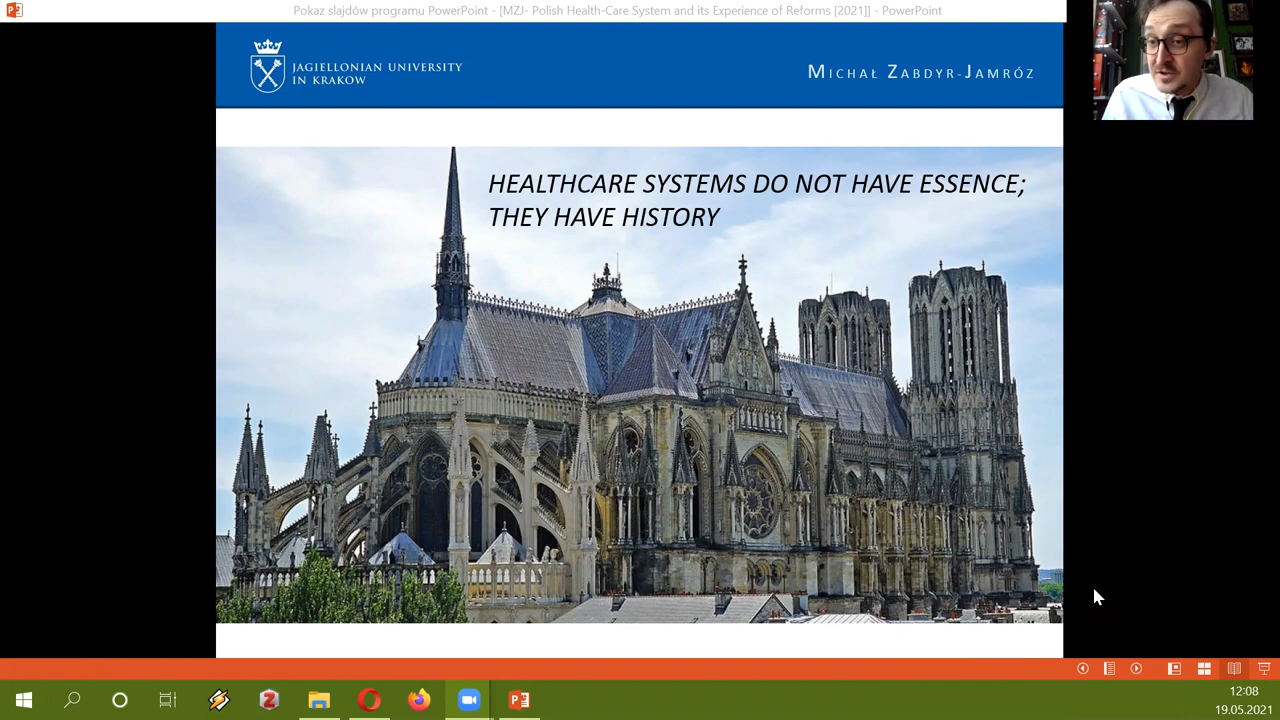 Pokaz slajdów programu PowerPoint - [MZJ- Polish Health-Care System and its Experience of Reforms [2021]] - PowerPoint
JAGIELLONIAN UNIVERSITY
IN KRAKOW
MICHAŁ ZABDYR-JAMRÓZ
HEALTHCARE SYSTEMS DO NOT HAVE ESSENCE;
THEY HAVE HISTORY
12:08
19.05.2021